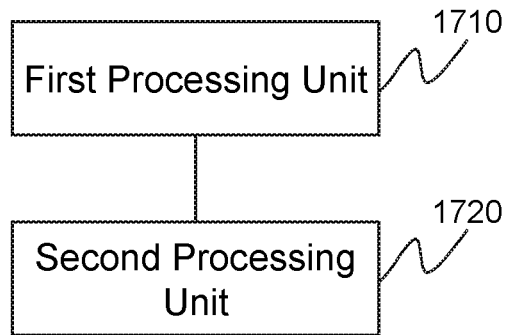 1710
First Processing Unit
1720
Second Processing
Unit